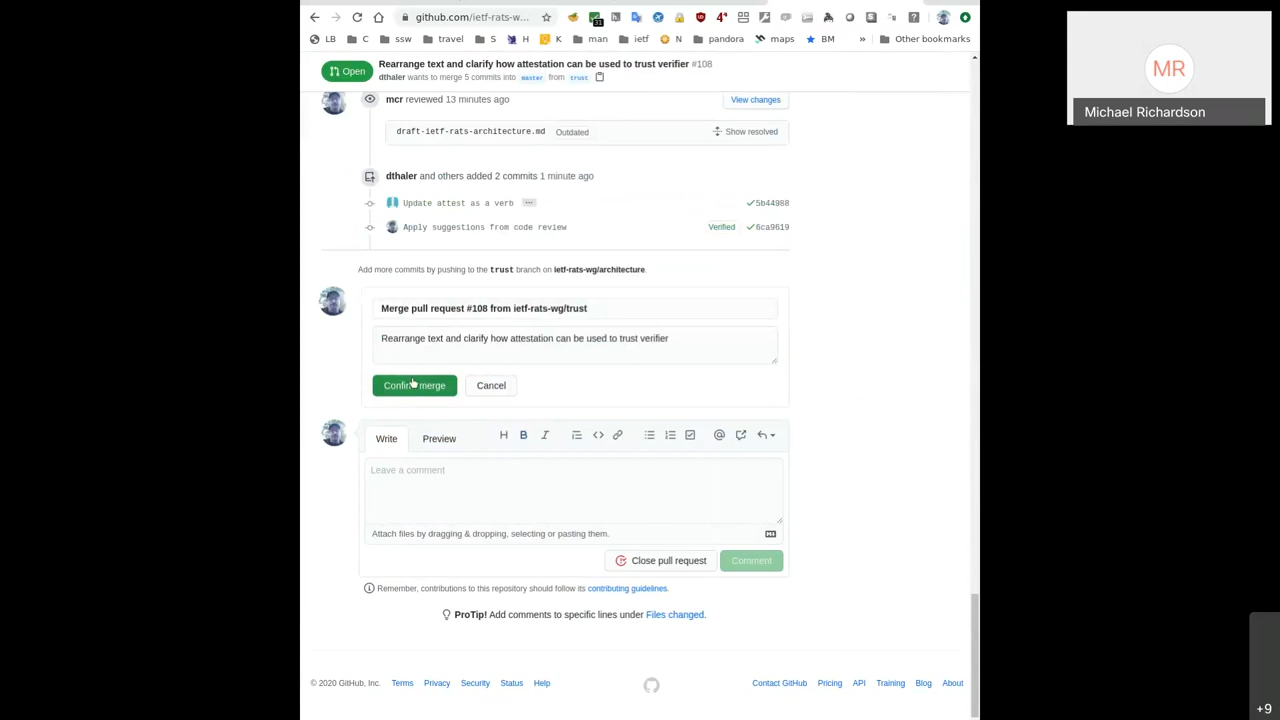 github.com/ietf-rats-w...
31
4°
LB
C
ssw
travel
S
H
K
man
ietf
N
pandora
maps
BM
»
Other bookmarks
Open
Rearrange text and clarify how attestation can be used to trust verifier #108
dthaler wants to merge 5 commits into master from trust
mcr reviewed 13 minutes ago
View changes
draft-ietf-rats-architecture.md
Outdated
Show resolved
dthaler and others added 2 commits 1 minute ago
Update attest as a verb ...
5b44988
Apply suggestions from code review
Verified
6ca9619
Add more commits by pushing to the trust branch on ietf-rats-wg/architecture.
Merge pull request #108 from ietf-rats-wg/trust
Rearrange text and clarify how attestation can be used to trust verifier
Confirm merge
Cancel
Write
Preview
H B I
Leave a comment
Attach files by dragging & dropping, selecting or pasting them.
Close pull request
Comment
Remember, contributions to this repository should follow its contributing guidelines.
ProTip! Add comments to specific lines under Files changed.
© 2020 GitHub, Inc.
Terms
Privacy
Security
Status
Help
Contact GitHub
Pricing
API
Training
Blog
About
MR
Michael Richardson
+9